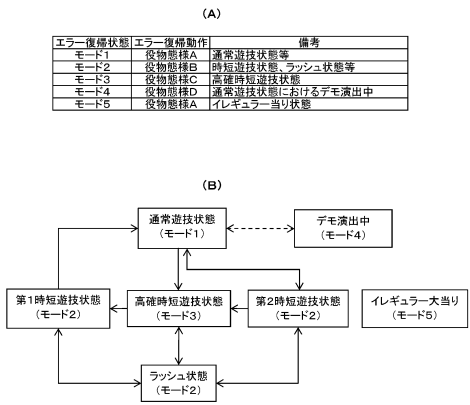 (A)
エラー復帰状態 エラー復帰動作 備考
モード1 役物態様A 通常遊技状態等
モード2 役物態様B 時短遊技状態、ラッシュ状態等
モード3 役物態様C 高確時短遊技状態
モード4 役物態様D 通常遊技状態におけるデモ演出中
モード5 役物態様A イレギュラー当り状態
(B)
通常遊技状態
(モード1)
デモ演出中
(モード4)
第1時短遊技状態
(モード2)
高確時短遊技状態
(モード3)
第2時短遊技状態
(モード2)
イレギュラー大当り
(モード5)
ラッシュ状態
(モード2)